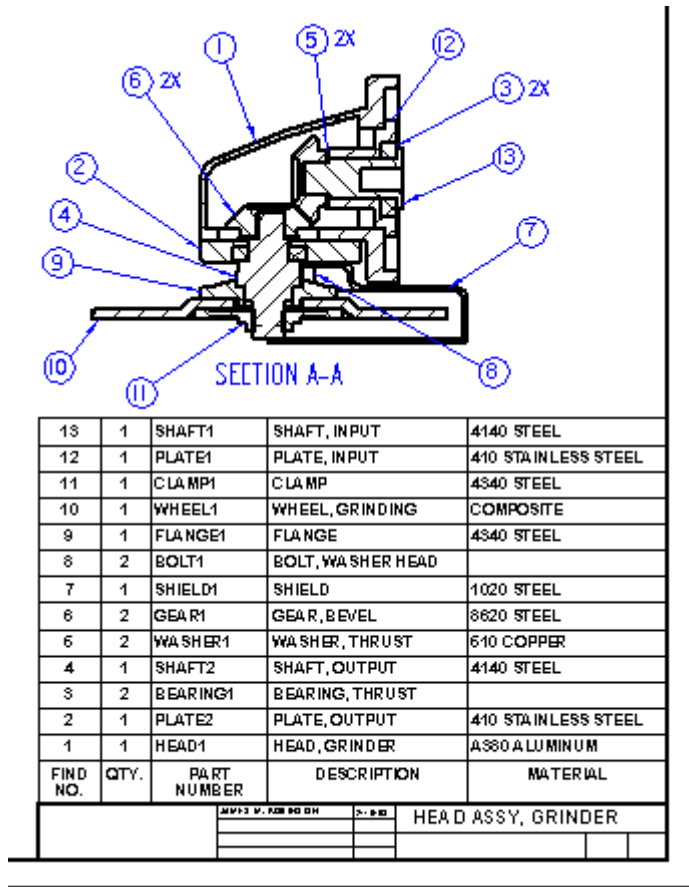 1
5 2X
12
6 2X
3 2X
2
13
4
7
9
10
11
8
SECTION A-A
13 1 SHAFT1 SHAFT, INPUT 4140 STEEL
12 1 PLATE1 PLATE, INPUT 410 STAINLESS STEEL
11 1 CLAMP1 CLAMP 4340 STEEL
10 1 WHEEL1 WHEEL, GRINDING COMPOSITE
9 1 FLANGE1 FLANGE 4340 STEEL
8 2 BOLT1 BOLT, WASHER HEAD
7 1 SHIELD1 SHIELD 1020 STEEL
6 2 GEAR1 GEAR, BEVEL 8620 STEEL
5 2 WASHER1 WASHER, THRUST 510 COPPER
4 1 SHAFT2 SHAFT, OUTPUT 4140 STEEL
3 2 BEARING1 BEARING, THRUST
2 1 PLATE2 PLATE, OUTPUT 410 STAINLESS STEEL
1 1 HEAD1 HEAD, GRINDER A380 ALUMINUM
FIND NO. QTY. PART NUMBER DESCRIPTION MATERIAL
HEAD ASSY, GRINDER